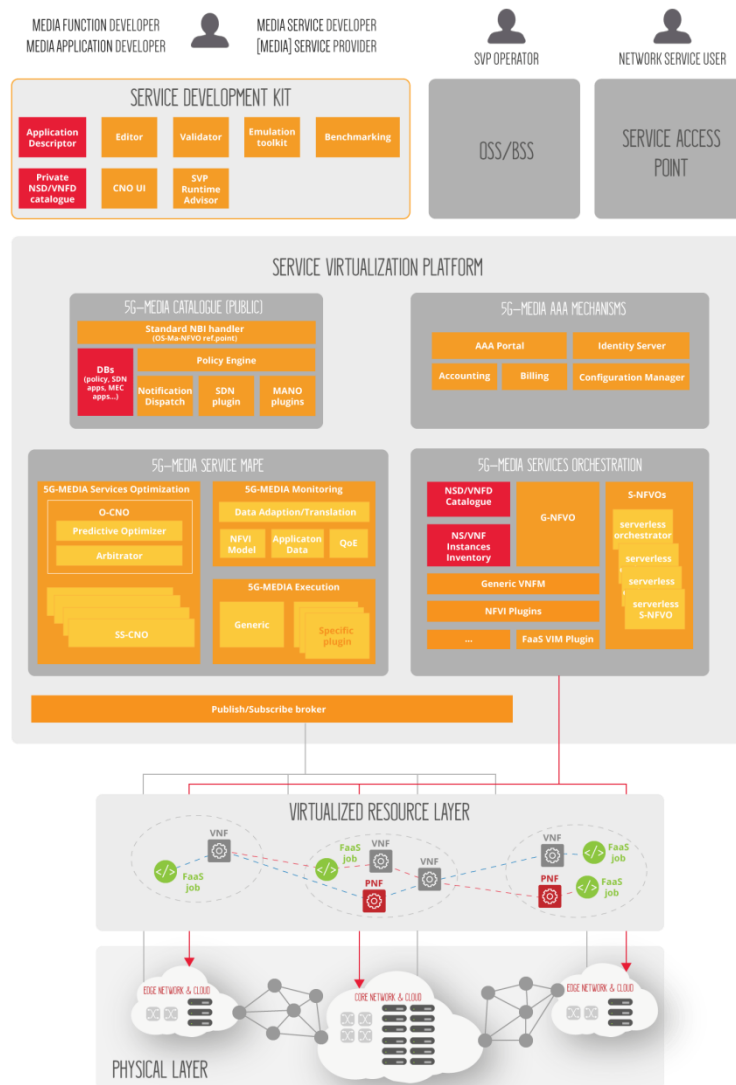 MEDIA FUNCTION DEVELOPER
MEDIA APPLICATION DEVELOPER
MEDIA SERVICE DEVELOPER
[MEDIA] SERVICE PROVIDER
SVP OPERATOR
NETWORK SERVICE USER
SERVICE DEVELOPMENT KIT
Application
Descriptor
Editor
Validator
Emulation
toolkit
Benchmarking
Private
NSD/VNFD
catalogue
CNO UI
SVP
Runtime
Advisor
OSS/BSS
SERVICE ACCESS
POINT
SERVICE VIRTUALIZATION PLATFORM
5G-MEDIA CATALOGUE (PUBLIC)
Standard NBI handler
(OS-Ma-NFVO ref.point)
DBs
(policy, SDN
apps, MEC
apps...)
Policy Engine
Notification
Dispatch
SDN
plugin
MANO
plugins
5G-MEDIA AAA MECHANISMS
AAA Portal
Identity Server
Accounting
Billing
Configuration Manager
5G-MEDIA SERVICE MAPE
5G-MEDIA Services Optimization
O-CNO
Predictive Optimizer
Arbitrator
SS-CNO
5G-MEDIA Monitoring
Data Adaption/Translation
NFVI
Model
Applicaton
Data
QoE
5G-MEDIA Execution
Generic
Specific
plugin
5G-MEDIA SERVICES ORCHESTRATION
NSD/VNFD
Catalogue
NS/VNF
Instances
Inventory
G-NFVO
Generic VNFM
NFVI Plugins
...
FaaS VIM Plugin
S-NFVOs
serverless
orchestrator
serverless
serverless
serverless
S-NFVO
Publish/Subscribe broker
VIRTUALIZED RESOURCE LAYER
VNF
FaaS
job
FaaS
job
VNF
VNF
PNF
VNF
FaaS
job
PNF
FaaS
job
EDGE NETWORK & CLOUD
CORE NETWORK & CLOUD
EDGE NETWORK & CLOUD
PHYSICAL LAYER